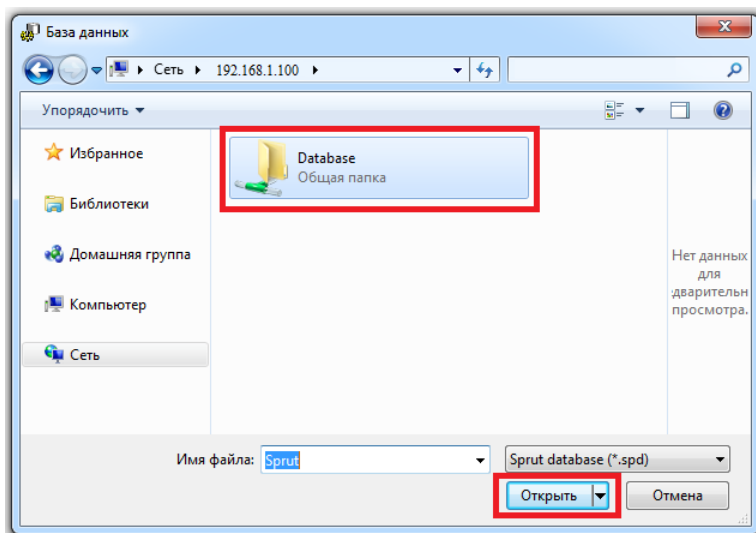 База данных
Сеть
192.168.1.100
Упорядочить
Избранное
Библиотеки
Домашняя группа
Компьютер
Сеть
Database
Общая папка
Нет данных
для
дварительн
просмотра.
Имя файла:
Sprut
Sprut database (*.spd)
Открыть
Отмена